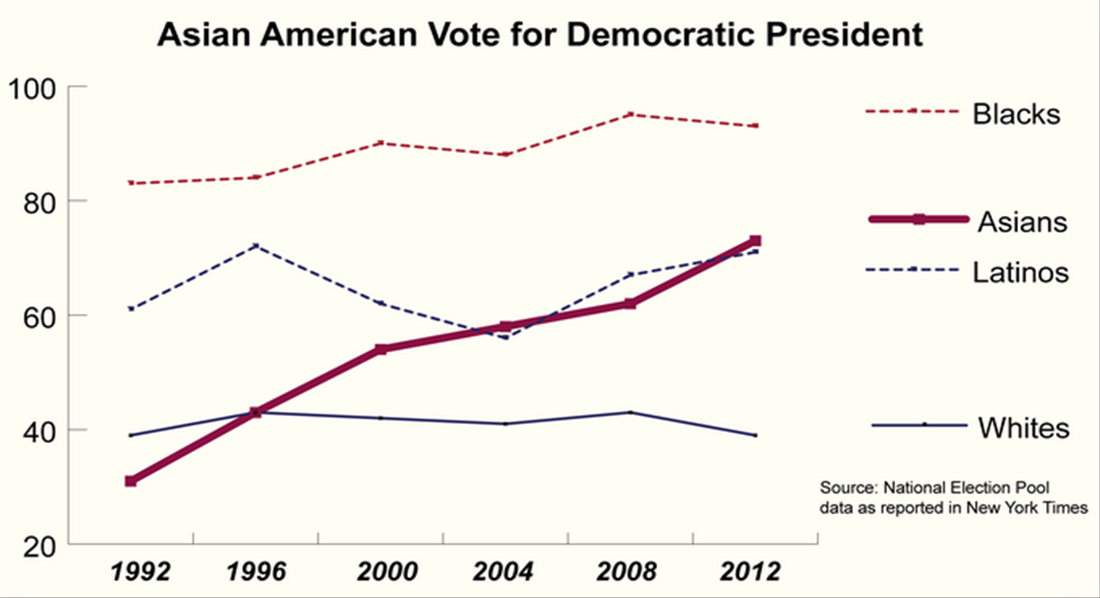 Asian American Vote for Democratic President
100
80
60
40
20
1992 1996 2000 2004 2008 2012
Blacks
Asians
Latinos
Whites
Source: National Election Pool
data as reported in New York Times